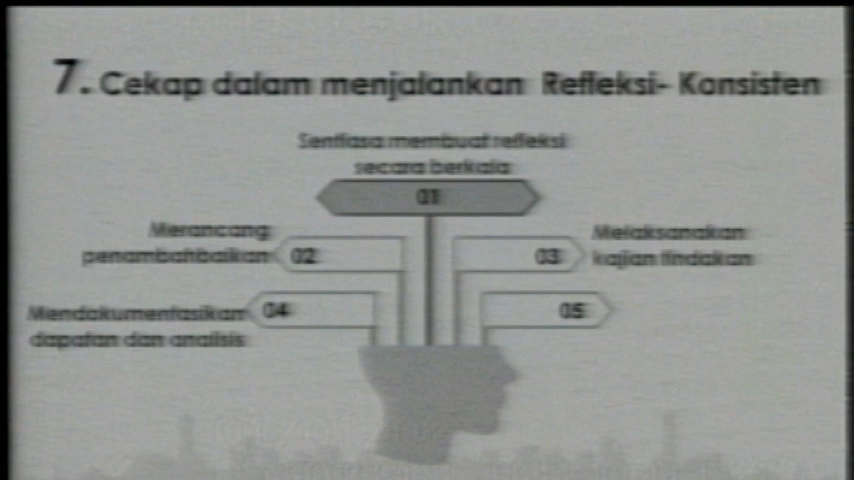 7. Cekap dalam menjalankan Refleksi- Konsisten
Sentiasa membuat refleksi
secara berkala
01
Merancang
penambahbaikan
02
03
Melaksanakan
kajian tindakan
Mendokumentasikan
dapatan dan analisis
04
05